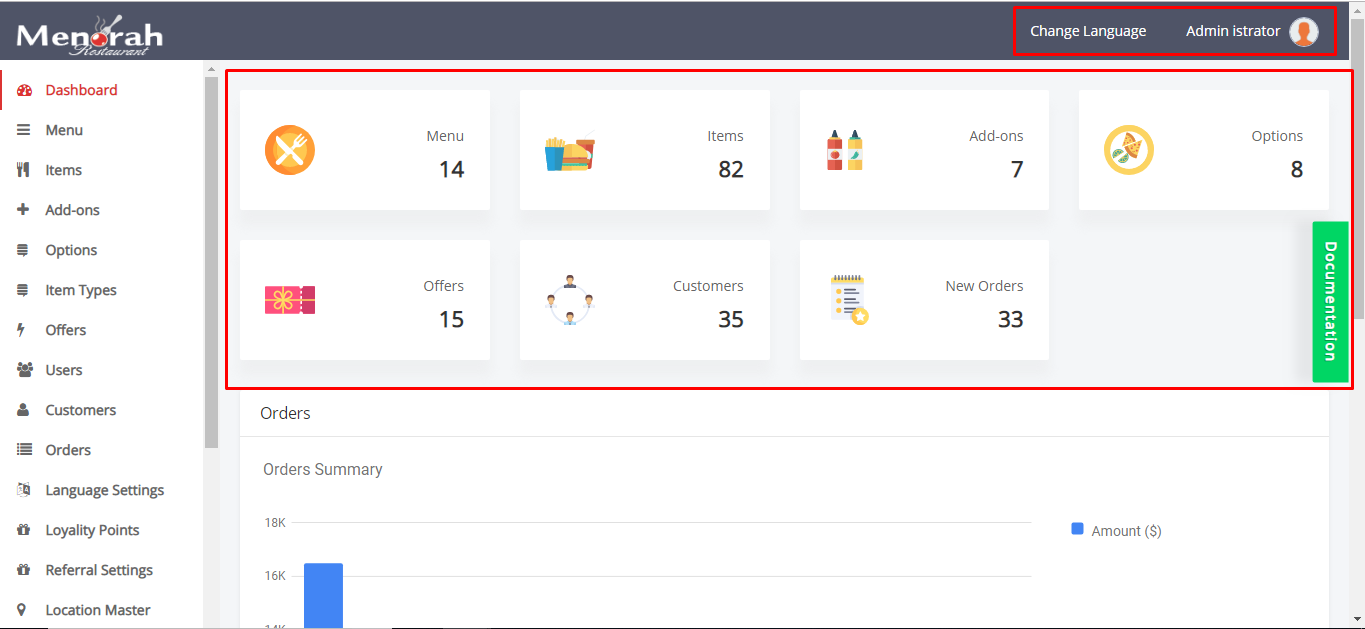 Menorah
Restaurant
Change Language
Admin istrator
Dashboard
Menu
Items
Add-ons
Options
Item Types
Offers
Users
Customers
Orders
Language Settings
Loyality Points
Referral Settings
Location Master
Menu
14
Items
82
Add-ons
7
Options
8
Offers
15
Customers
35
New Orders
33
Documentation
Orders
Orders Summary
18K
16K
14K
Amount ($)